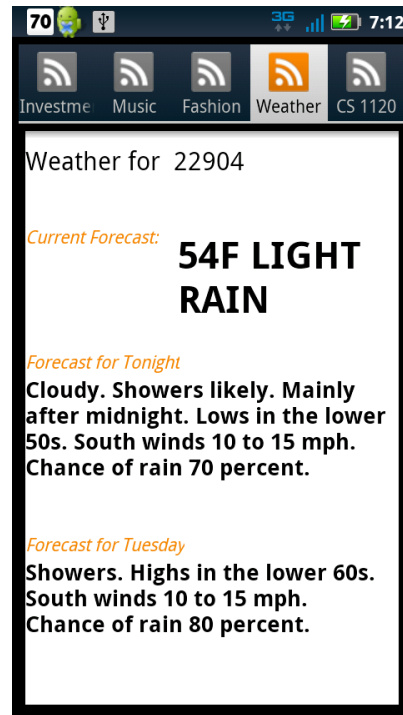 70 3G 7:12
Investme Music Fashion Weather CS 1120
Weather for 22904
Current Forecast:
54F LIGHT
RAIN
Forecast for Tonight
Cloudy. Showers likely. Mainly
after midnight. Lows in the lower
50s. South winds 10 to 15 mph.
Chance of rain 70 percent.
Forecast for Tuesday
Showers. Highs in the lower 60s.
South winds 10 to 15 mph.
Chance of rain 80 percent.